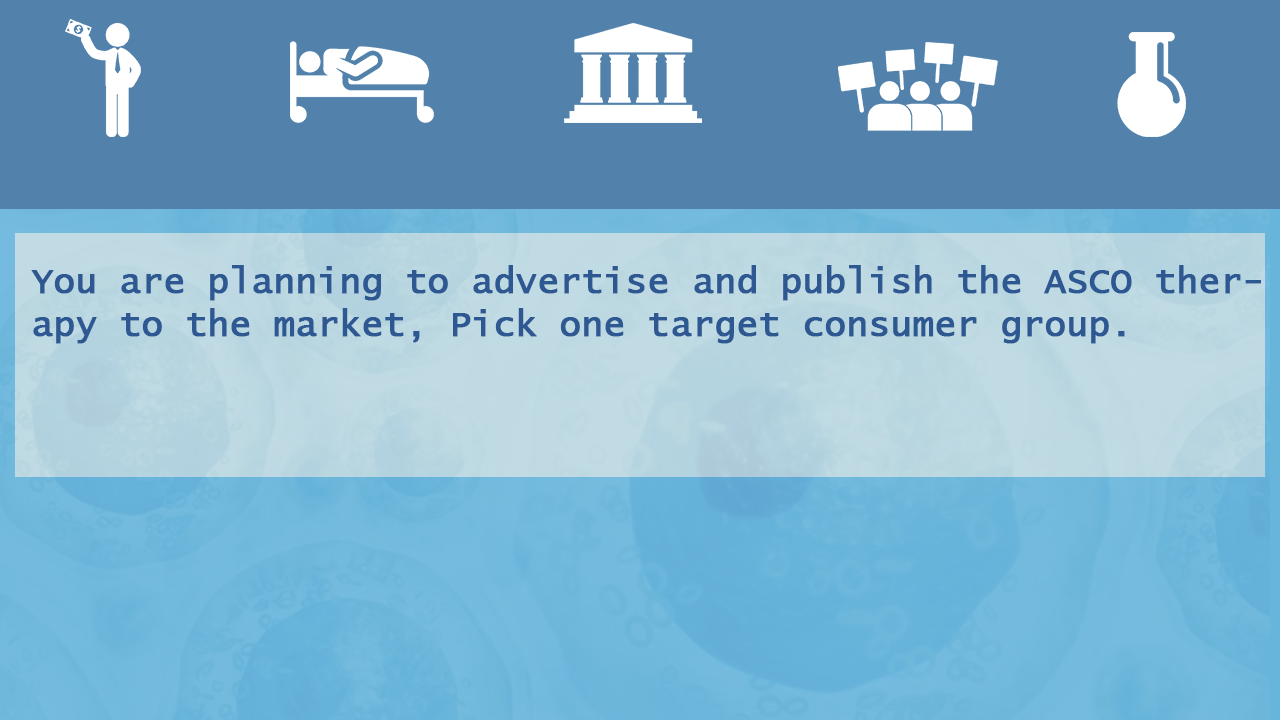 You are planning to advertise and publish the ASCO ther-
apy to the market, Pick one target consumer group.